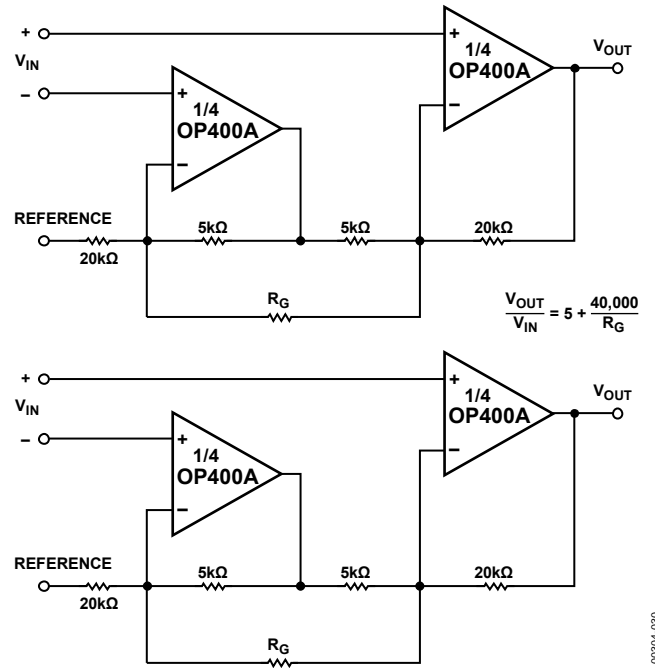 +
V_IN
−
+
1/4
OP400A
−
+
1/4
OP400A
−
V_OUT
REFERENCE
20kΩ
5kΩ
5kΩ
20kΩ
R_G
V_OUT / V_IN = 5 + 40,000 / R_G
+
V_IN
−
+
1/4
OP400A
−
+
1/4
OP400A
−
V_OUT
REFERENCE
20kΩ
5kΩ
5kΩ
20kΩ
R_G